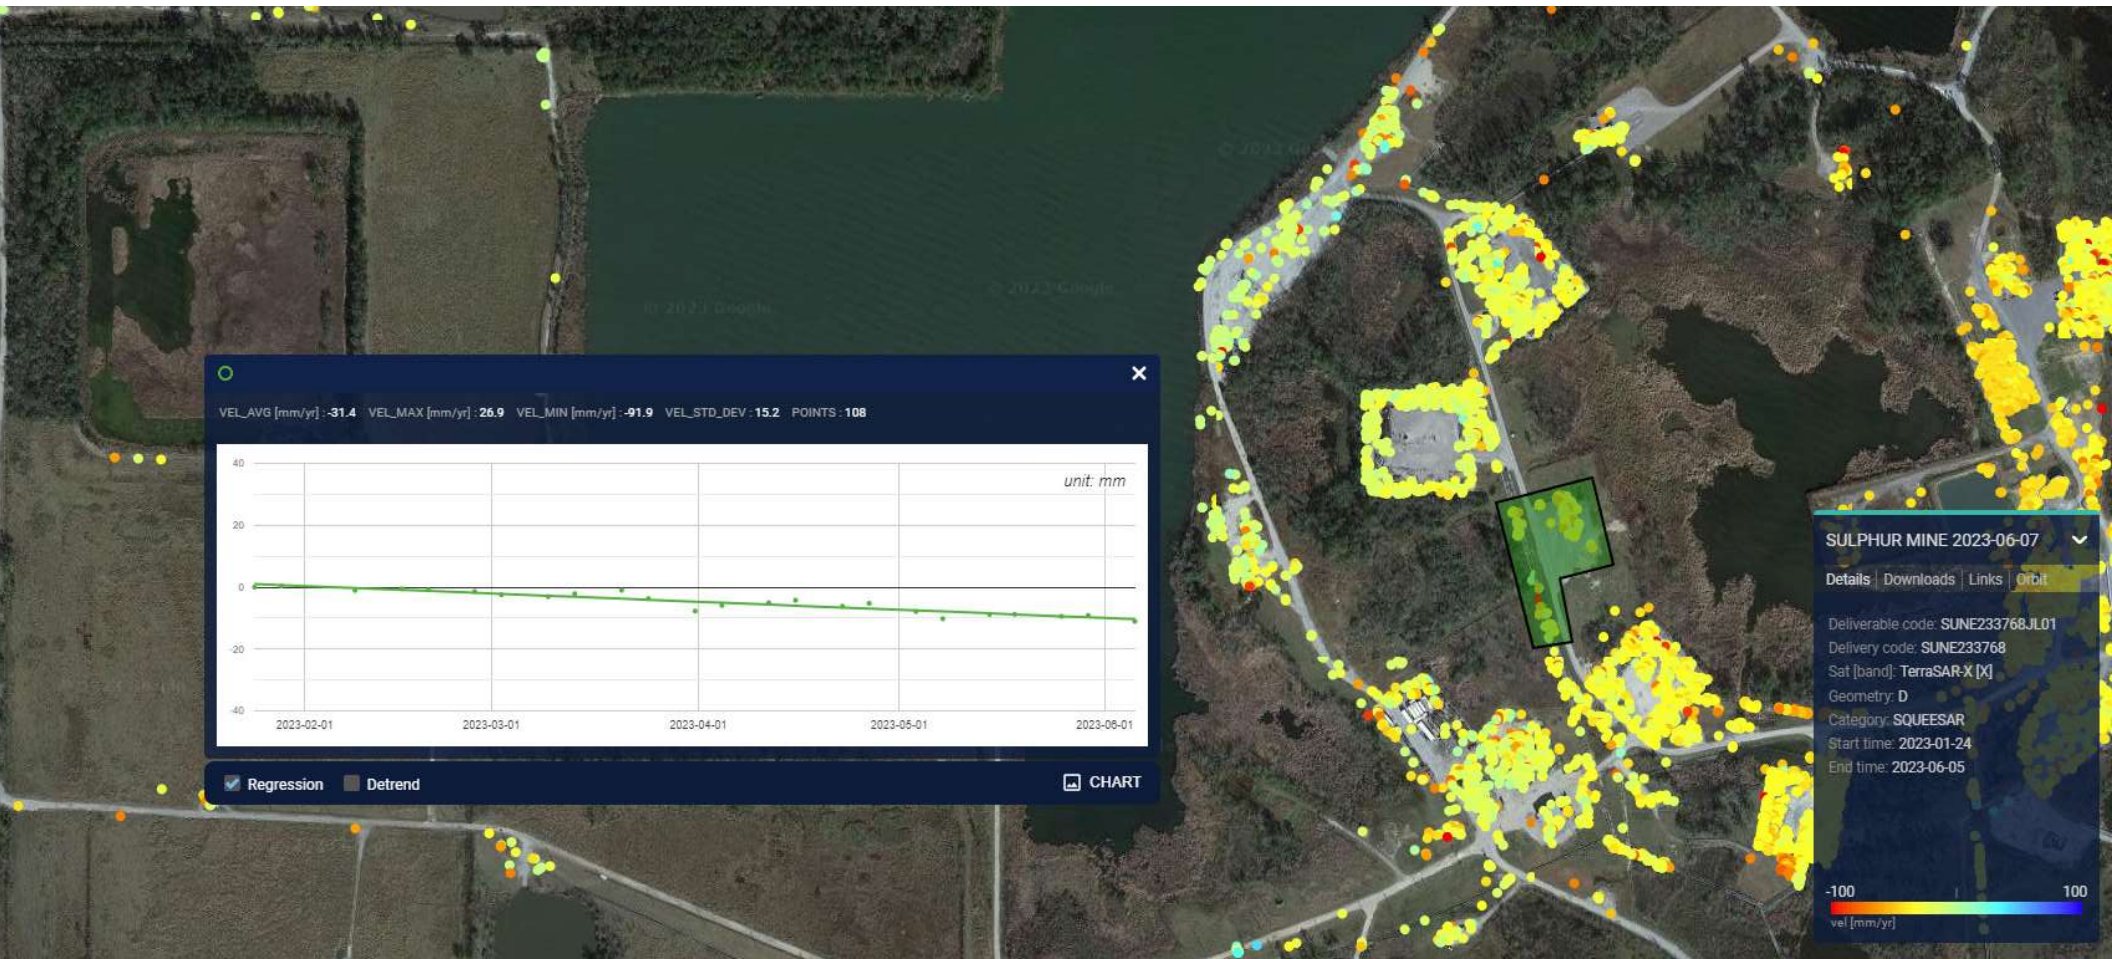 © 2023 Google
© 2023 Google
VEL_AVG [mm/yr] : -31.4 VEL_MAX [mm/yr] : 26.9 VEL_MIN [mm/yr] : -91.9 VEL_STD_DEV : 15.2 POINTS : 108
unit: mm
40
20
0
-20
-40
2023-02-01 2023-03-01 2023-04-01 2023-05-01 2023-06-01
Regression Detrend CHART
SULPHUR MINE 2023-06-07
Details | Downloads | Links | Orbit
Deliverable code: SUNE233768JL01
Delivery code: SUNE233768
Sat [band]: TerraSAR-X [X]
Geometry: D
Category: SQUEESAR
Start time: 2023-01-24
End time: 2023-06-05
-100 100
vel [mm/yr]